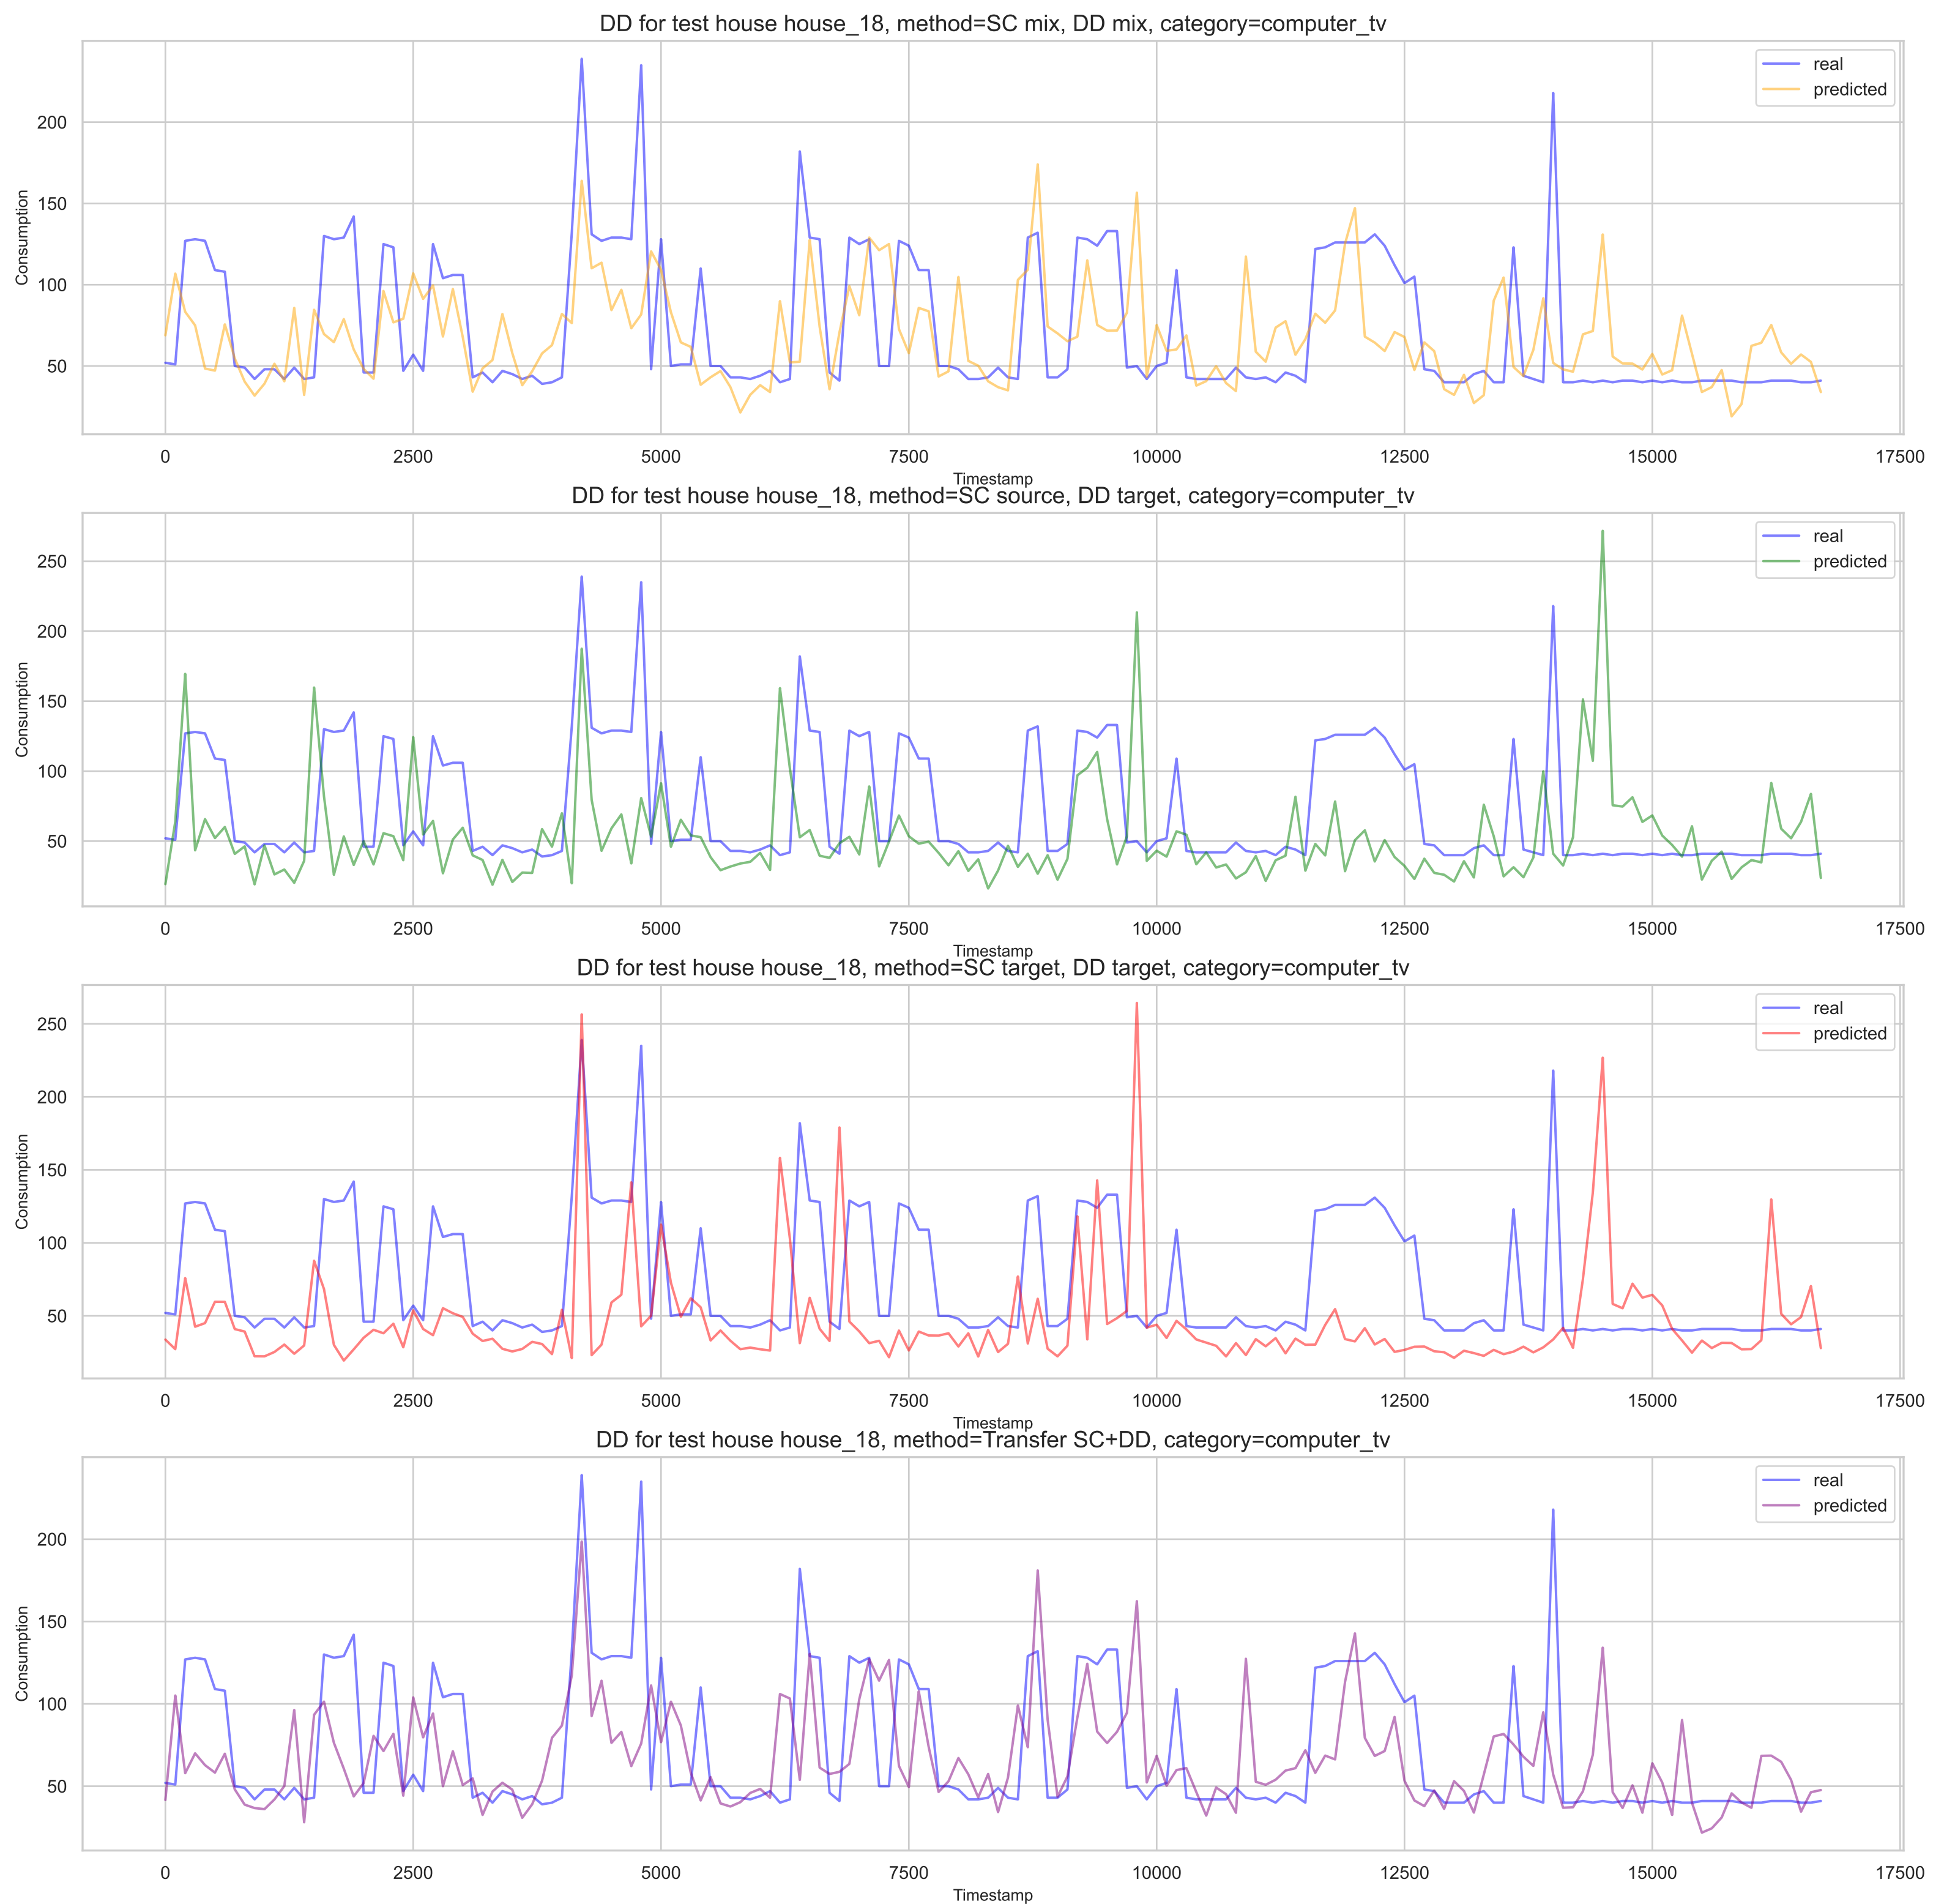 DD for test house house_18, method=SC mix, DD mix, category=computer_tv
real
predicted
Consumption
200
150
100
50
0 2500 5000 7500 10000 12500 15000 17500
Timestamp
DD for test house house_18, method=SC source, DD target, category=computer_tv
real
predicted
Consumption
250
200
150
100
50
0 2500 5000 7500 10000 12500 15000 17500
Timestamp
DD for test house house_18, method=SC target, DD target, category=computer_tv
real
predicted
Consumption
250
200
150
100
50
0 2500 5000 7500 10000 12500 15000 17500
Timestamp
DD for test house house_18, method=Transfer SC+DD, category=computer_tv
real
predicted
Consumption
200
150
100
50
0 2500 5000 7500 10000 12500 15000 17500
Timestamp